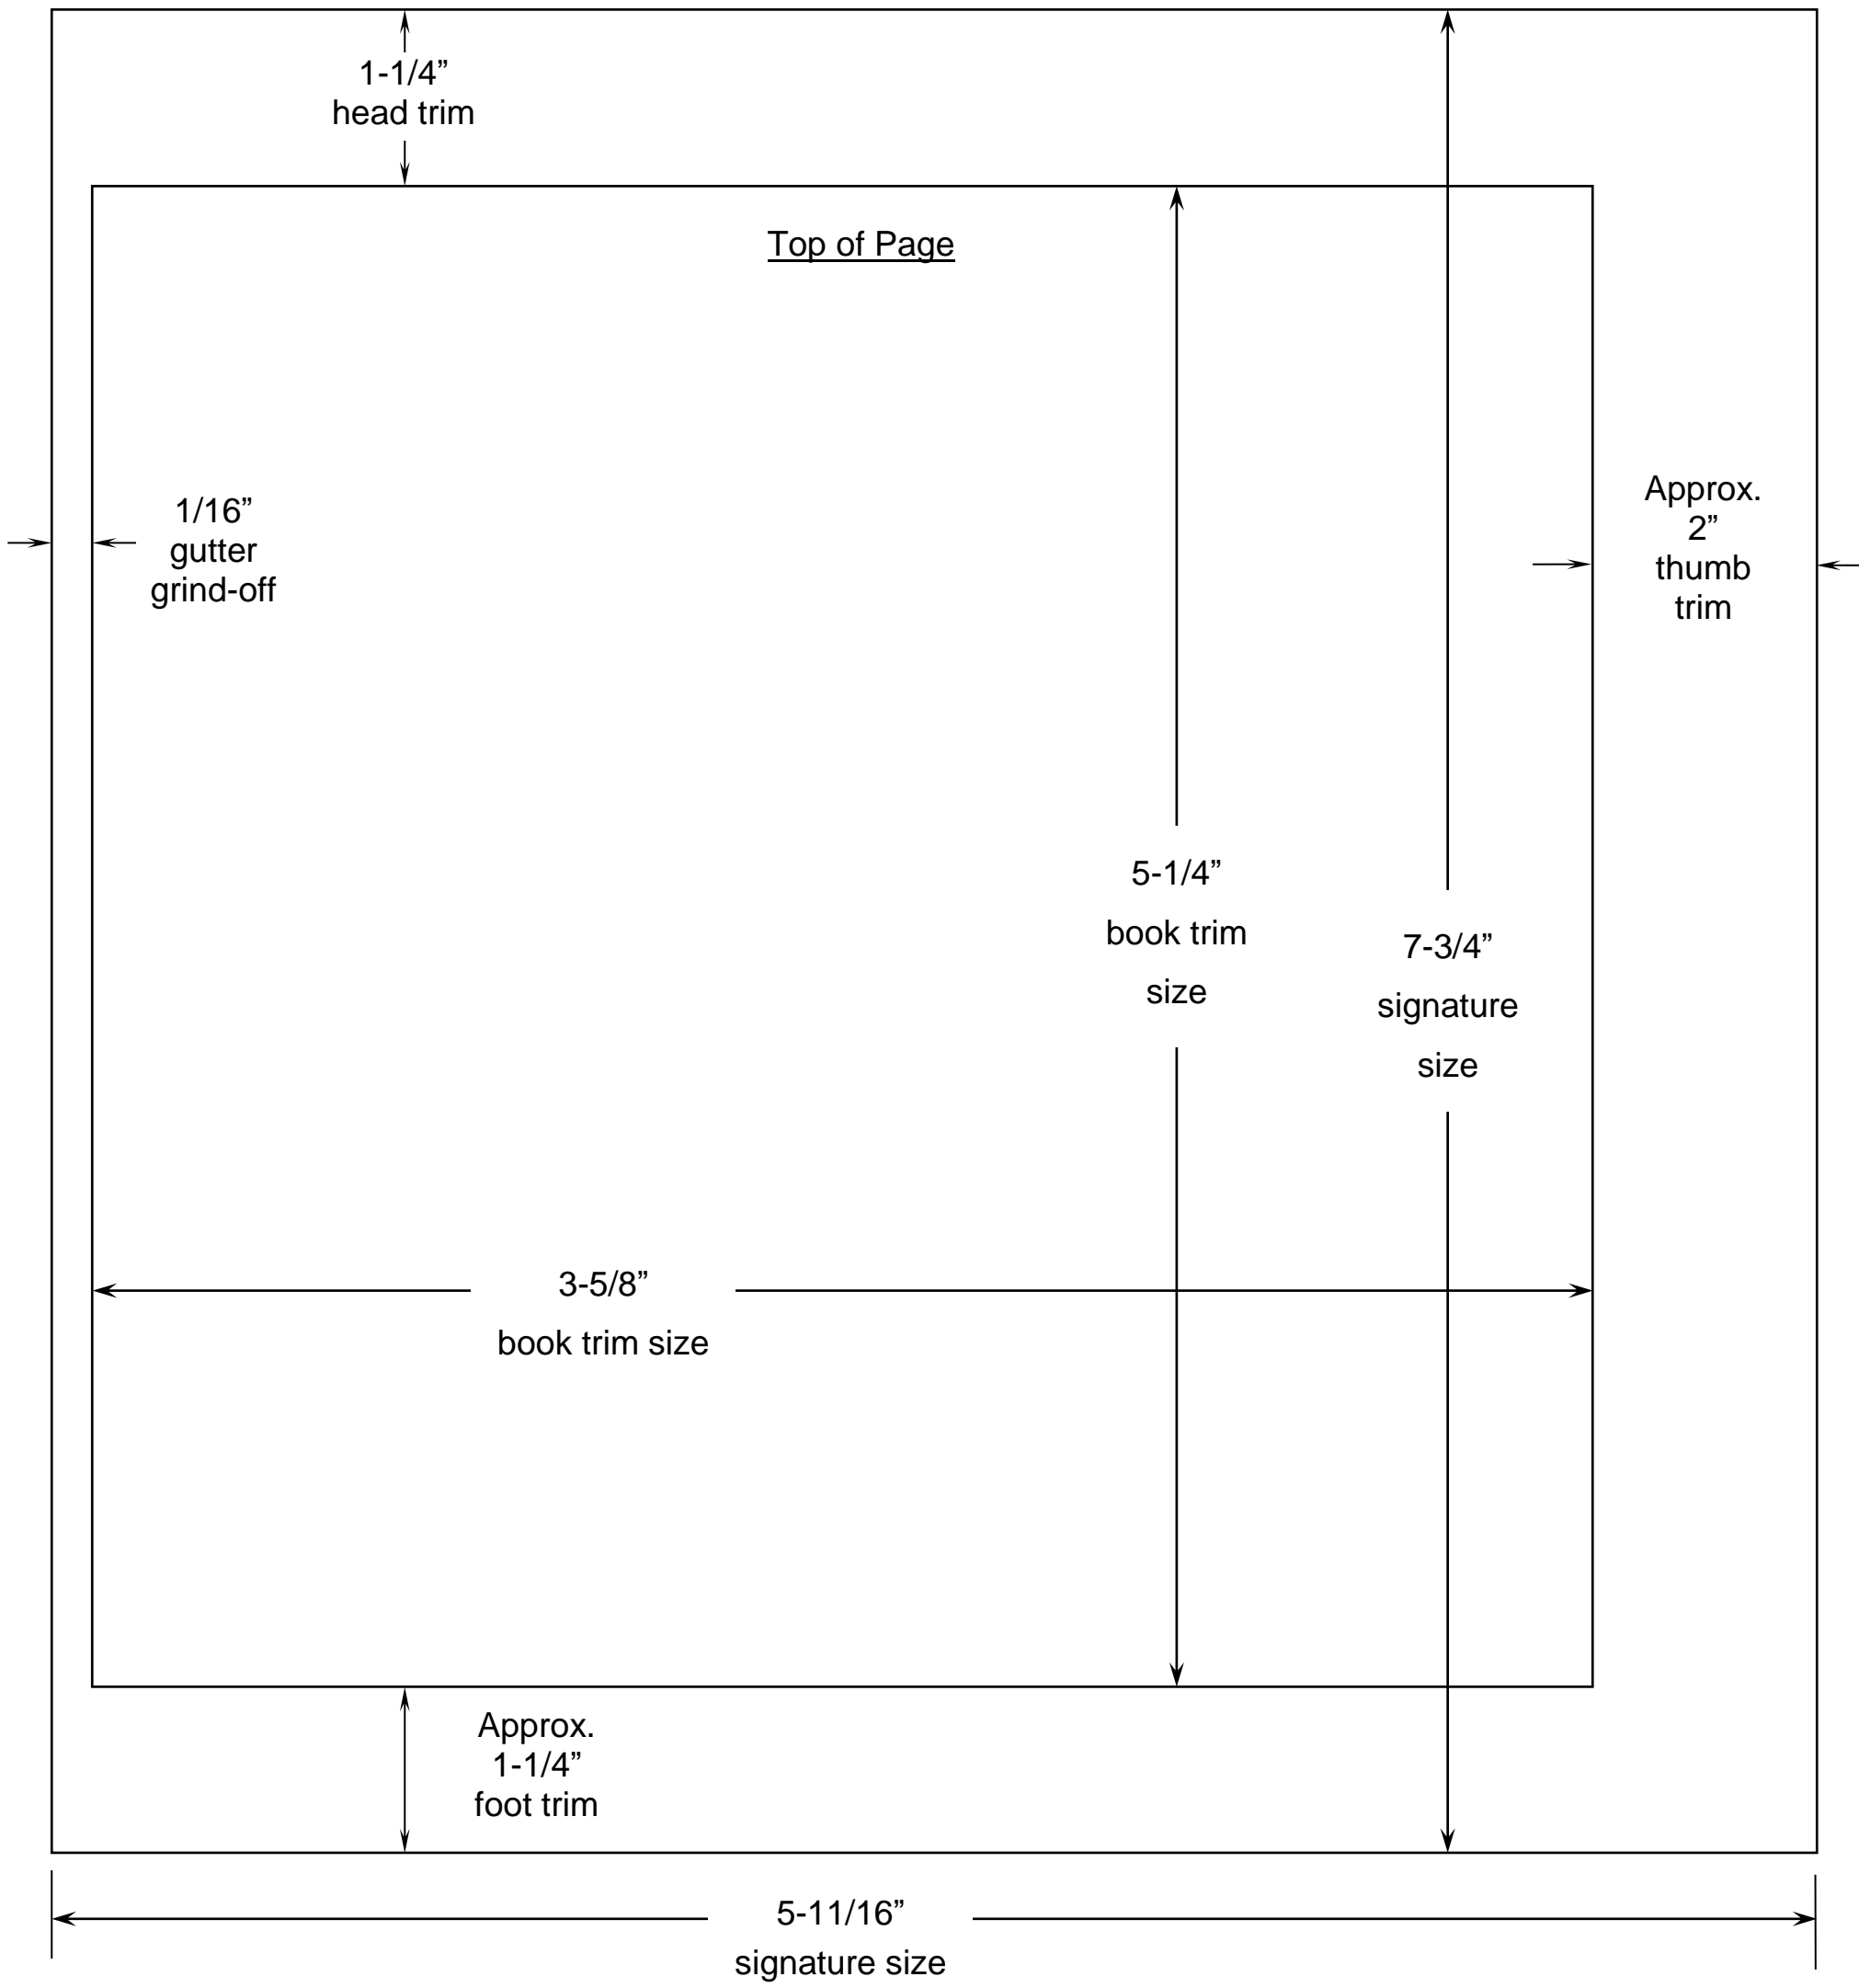 1-1/4”
head trim
Top of Page
1/16”
gutter
grind-off
Approx.
2”
thumb
trim
5-1/4”
book trim
size
7-3/4”
signature
size
3-5/8”
book trim size
Approx.
1-1/4”
foot trim
5-11/16”
signature size